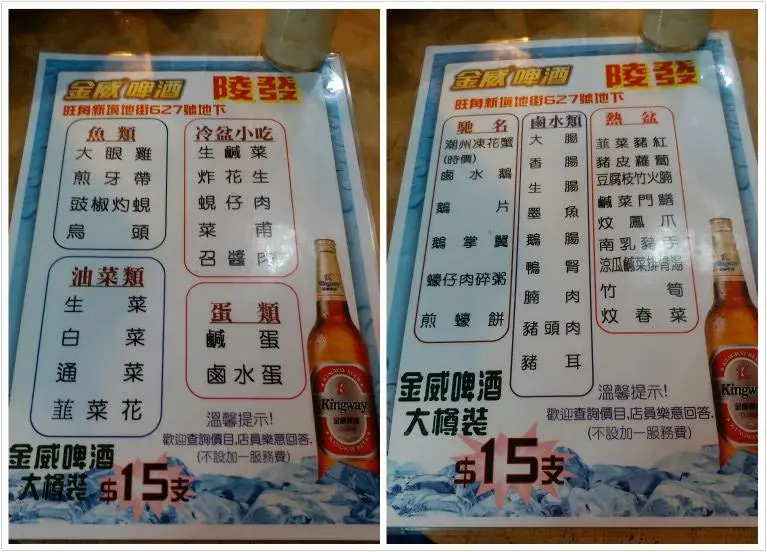 金威啤酒 陵發
旺角新填地街627號地下
魚類
大眼雞
煎牙帶
豉椒灼蜆
烏頭
冷盆小吃
生鹹菜
炸花生
蜆仔肉
菜甫
召醬肉
油菜類
生菜
白菜
通菜
韮菜花
蛋類
鹹蛋
鹵水蛋
Kingway
金威啤酒
溫馨提示!
歡迎查詢價目,店員樂意回答.
(不設加一服務費)
金威啤酒
大樽裝
$15支
金威啤酒 陵發
旺角新填地街627號地下
馳名
潮州凍花蟹
(時價)
鹵水鵝
鵝片
鵝掌翼
蠔仔肉碎粥
煎蠔餅
鹵水類
大腸
香腸
生腸
墨魚
鵝腸
鴨腎
腩肉
豬頭肉
豬耳
熱盆
韮菜豬紅
豬皮蘿蔔
豆腐枝竹火腩
鹹菜門鱔
炆鳳爪
南乳豬手
涼瓜鹹菜排骨湯
竹筍
炆春菜
Kingway
金威啤酒
大樽裝
$15支
溫馨提示!
歡迎查詢價目,店員樂意回答.
(不設加一服務費)